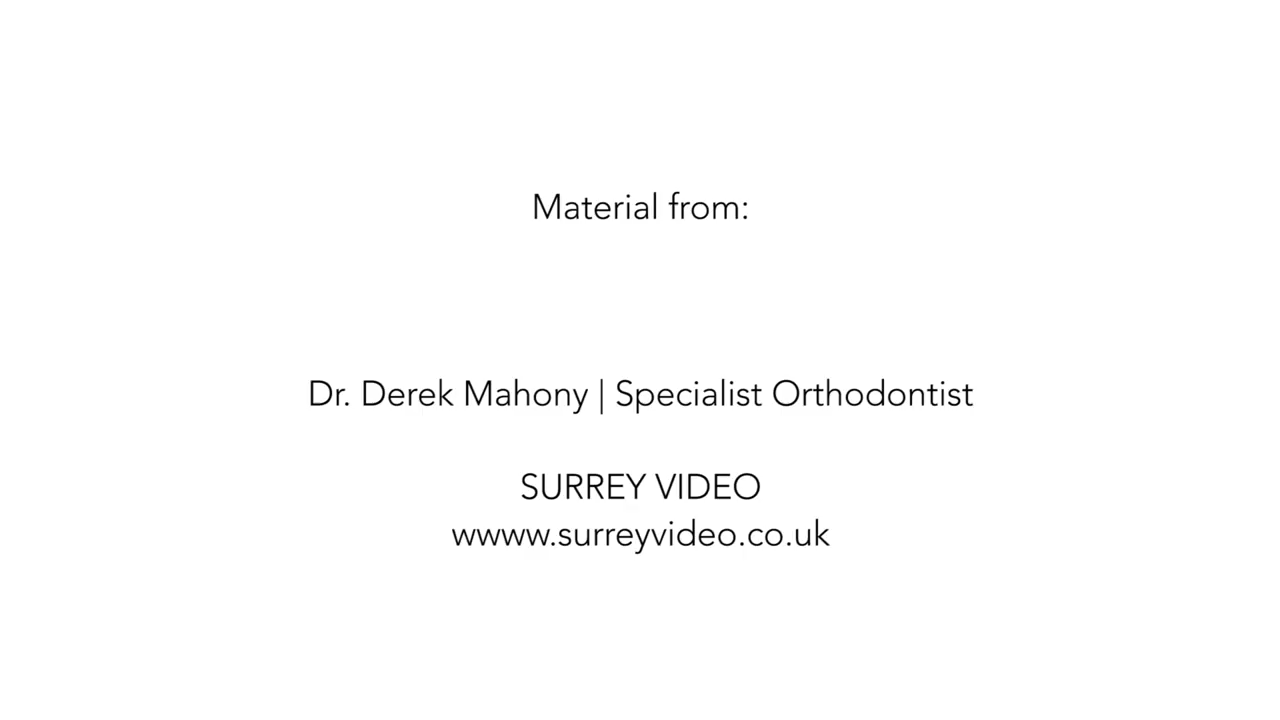 Material from:
Dr. Derek Mahony | Specialist Orthodontist
SURREY VIDEO
wwww.surreyvideo.co.uk